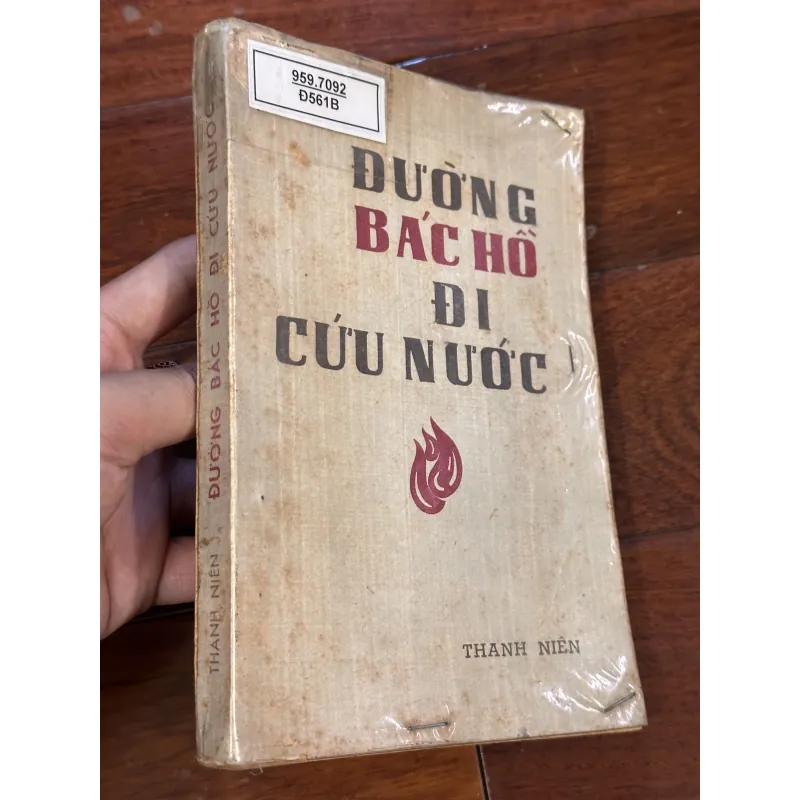 959.7092
Đ561B
ĐƯỜNG
BÁC HỒ
ĐI
CỨU NƯỚC
THANH NIÊN
THANH NIÊN ĐƯỜNG BÁC HỒ ĐI CỨU NƯỚC